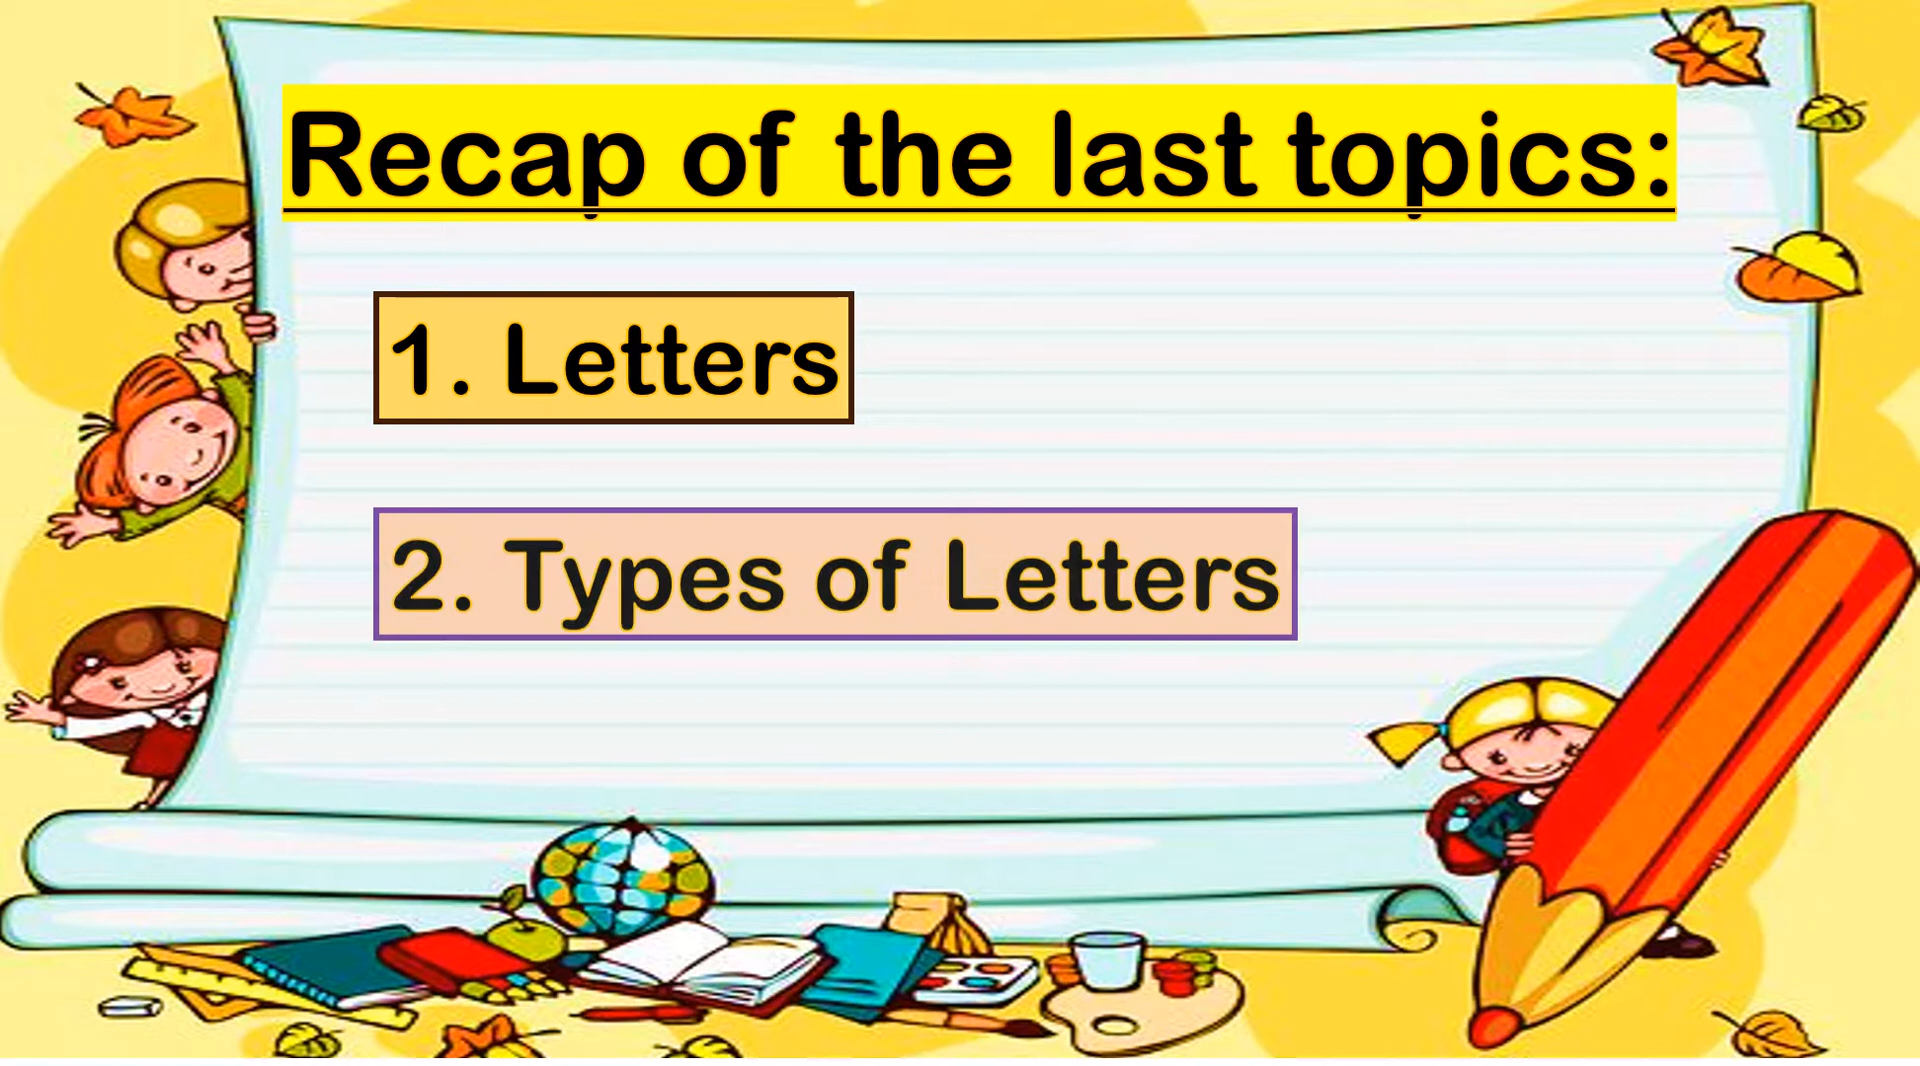 Recap of the last topics:
1. Letters
2. Types of Letters